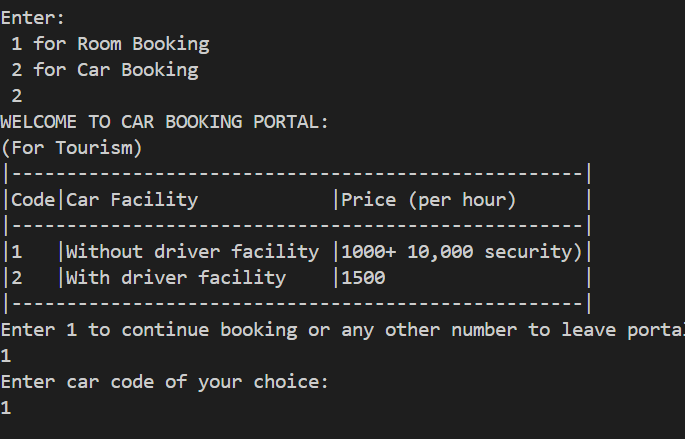 Enter:
 1 for Room Booking
 2 for Car Booking
 2
WELCOME TO CAR BOOKING PORTAL:
(For Tourism)
|----------------------------------------------------|
|Code|Car Facility            |Price (per hour)      |
|----------------------------------------------------|
|1   |Without driver facility |1000+ 10,000 security)|
|2   |With driver facility    |1500                  |
|----------------------------------------------------|
Enter 1 to continue booking or any other number to leave portal
1
Enter car code of your choice:
1